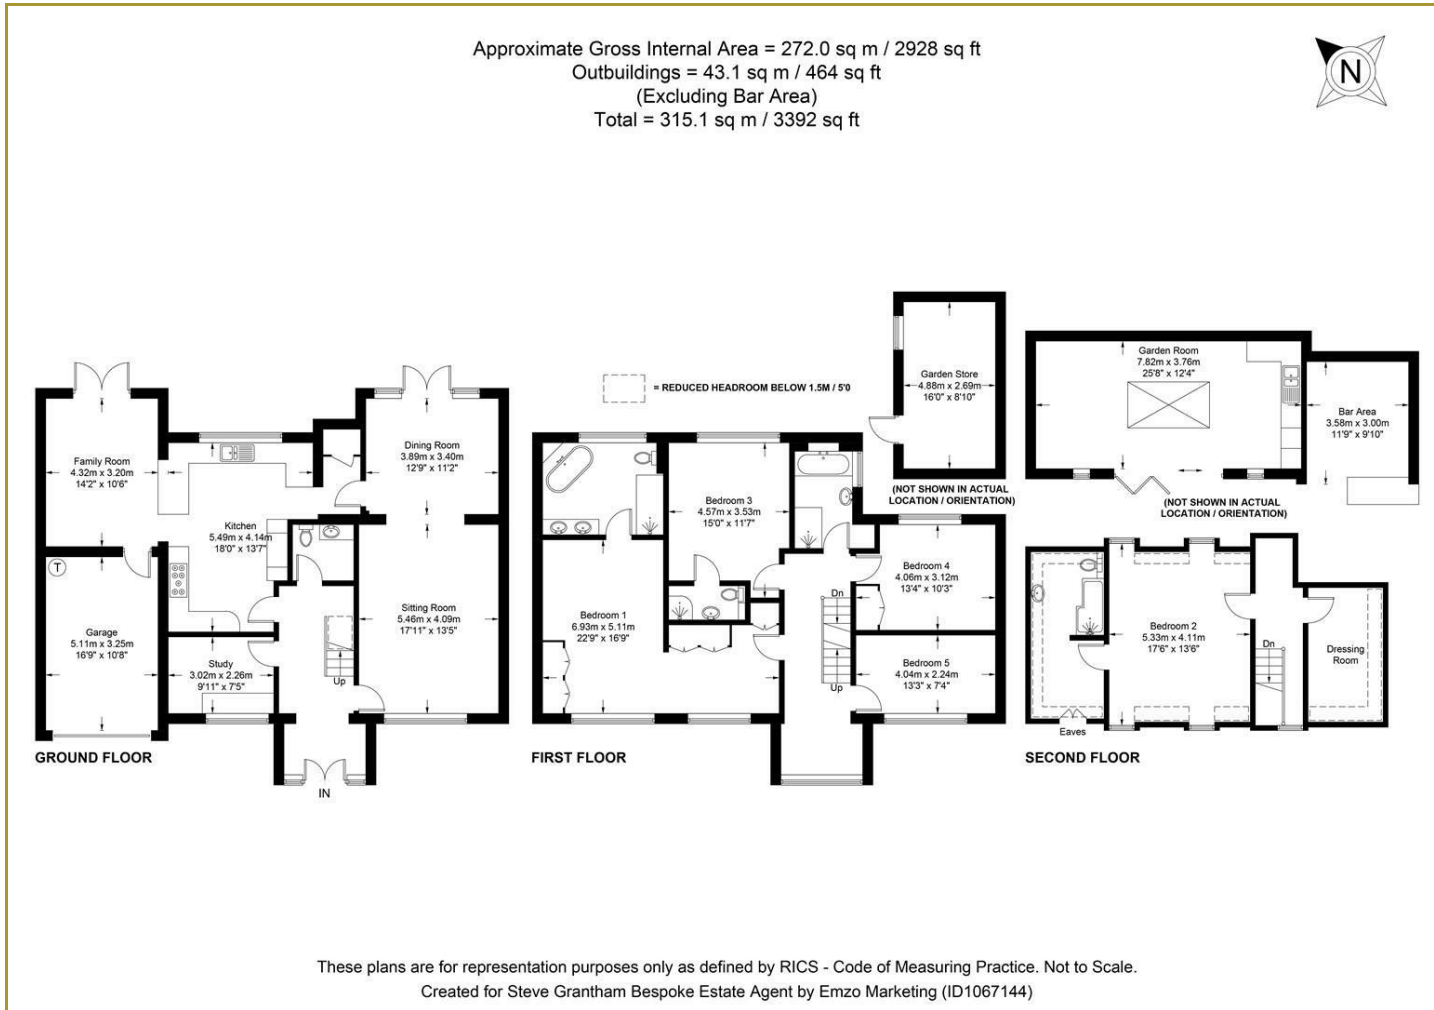 Approximate Gross Internal Area = 272.0 sq m / 2928 sq ft
Outbuildings = 43.1 sq m / 464 sq ft
(Excluding Bar Area)
Total = 315.1 sq m / 3392 sq ft
N
Family Room
4.32m x 3.20m
14'2" x 10'6"
Dining Room
3.89m x 3.40m
12'9" x 11'2"
Kitchen
5.49m x 4.14m
18'0" x 13'7"
T
Garage
5.11m x 3.25m
16'9" x 10'8"
Study
3.02m x 2.26m
9'11" x 7'5"
Sitting Room
5.46m x 4.09m
17'11" x 13'5"
Up
IN
GROUND FLOOR
= REDUCED HEADROOM BELOW 1.5M / 5'0
Bedroom 3
4.57m x 3.53m
15'0" x 11'7"
Bedroom 1
6.93m x 5.11m
22'9" x 16'9"
Bedroom 4
4.06m x 3.12m
13'4" x 10'3"
Bedroom 5
4.04m x 2.24m
13'3" x 7'4"
Dn
Up
FIRST FLOOR
Garden Store
4.88m x 2.69m
16'0" x 8'10"
(NOT SHOWN IN ACTUAL
LOCATION / ORIENTATION)
Garden Room
7.82m x 3.76m
25'8" x 12'4"
Bar Area
3.58m x 3.00m
11'9" x 9'10"
(NOT SHOWN IN ACTUAL
LOCATION / ORIENTATION)
Bedroom 2
5.33m x 4.11m
17'6" x 13'6"
Dn
Dressing
Room
Eaves
SECOND FLOOR
These plans are for representation purposes only as defined by RICS - Code of Measuring Practice. Not to Scale.
Created for Steve Grantham Bespoke Estate Agent by Emzo Marketing (ID1067144)